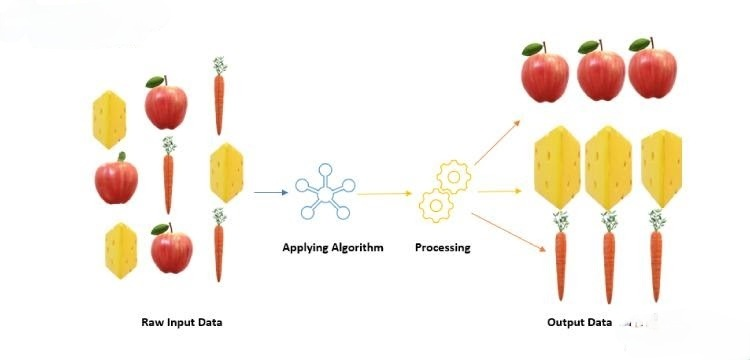 Applying Algorithm
Processing
Raw Input Data
Output Data